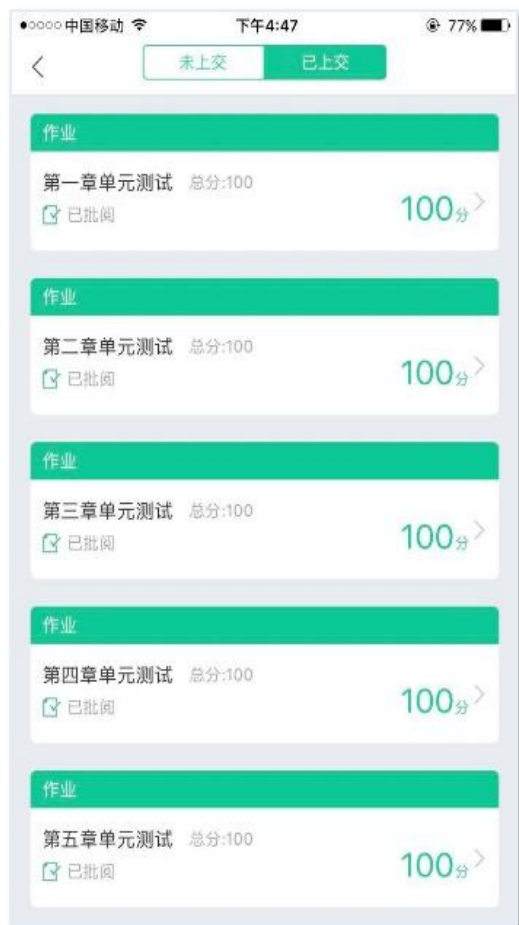 中国移动 下午4:47 77%
未上交 已上交
作业
第一章单元测试 总分:100
已批阅
100分
作业
第二章单元测试 总分:100
已批阅
100分
作业
第三章单元测试 总分:100
已批阅
100分
作业
第四章单元测试 总分:100
已批阅
100分
作业
第五章单元测试 总分:100
已批阅
100分